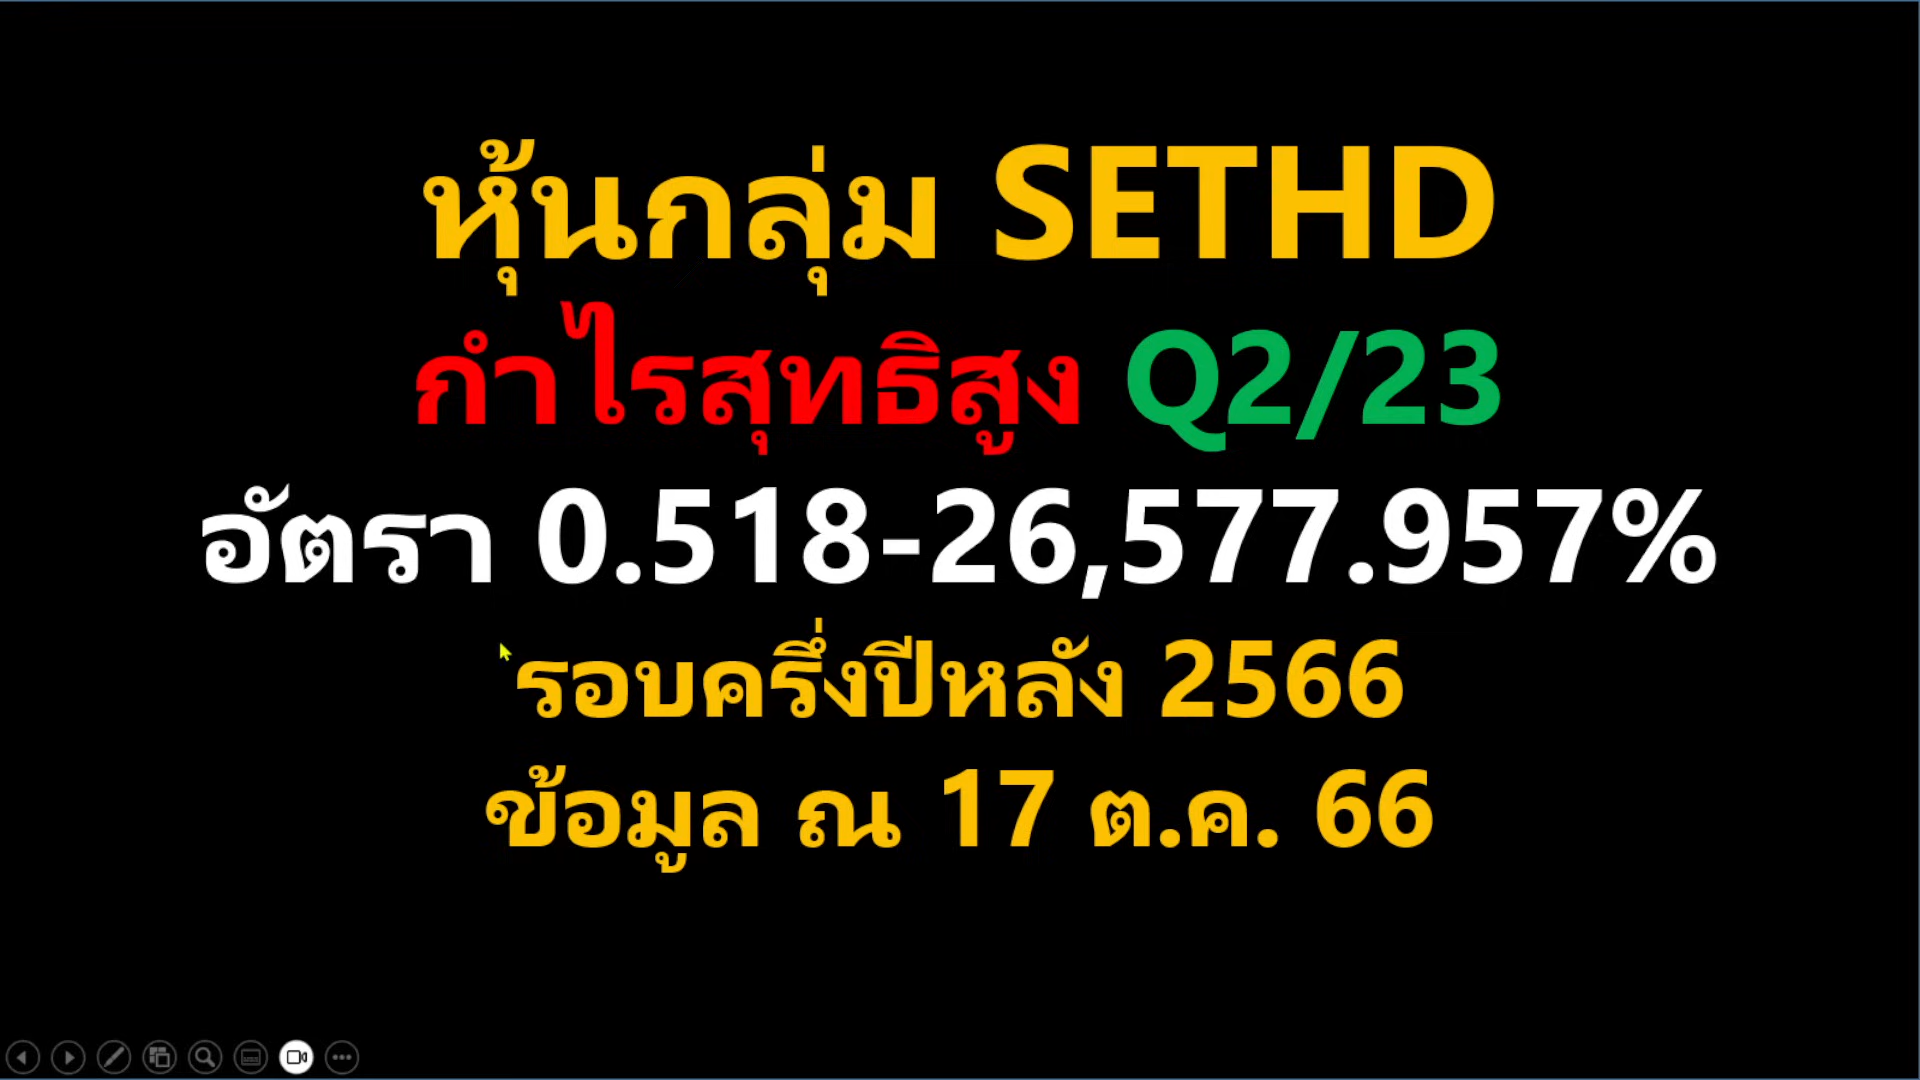 หุ้นกลุ่ม SETHD
กำไรสุทธิสูง Q2/23
อัตรา 0.518-26,577.957%
รอบครึ่งปีหลัง 2566
ข้อมูล ณ 17 ต.ค. 66